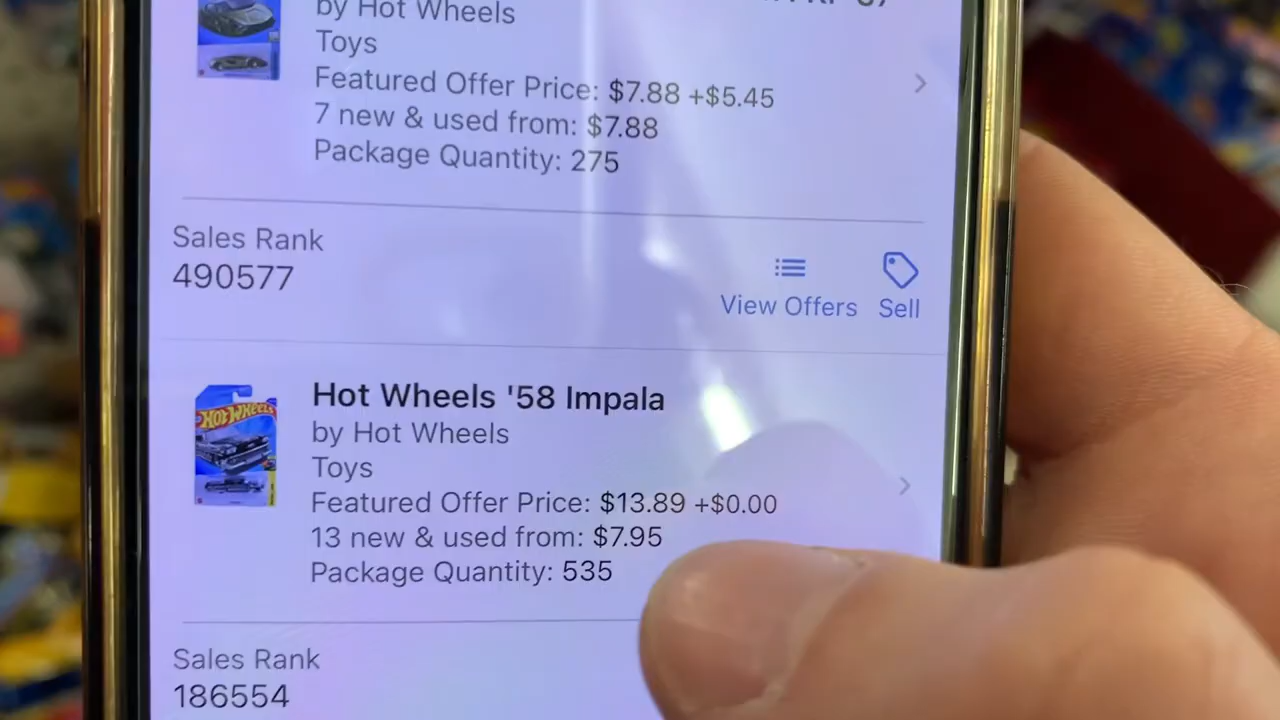 by Hot Wheels
Toys
Featured Offer Price: $7.88 +$5.45
7 new & used from: $7.88
Package Quantity: 275
Sales Rank
490577
View Offers
Sell
HOT WHEELS
Hot Wheels '58 Impala
by Hot Wheels
Toys
Featured Offer Price: $13.89 +$0.00
13 new & used from: $7.95
Package Quantity: 535
Sales Rank
186554